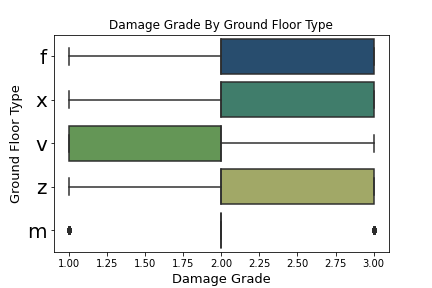 Damage Grade By Ground Floor Type
Ground Floor Type
f
x
v
z
m
1.00 1.25 1.50 1.75 2.00 2.25 2.50 2.75 3.00
Damage Grade